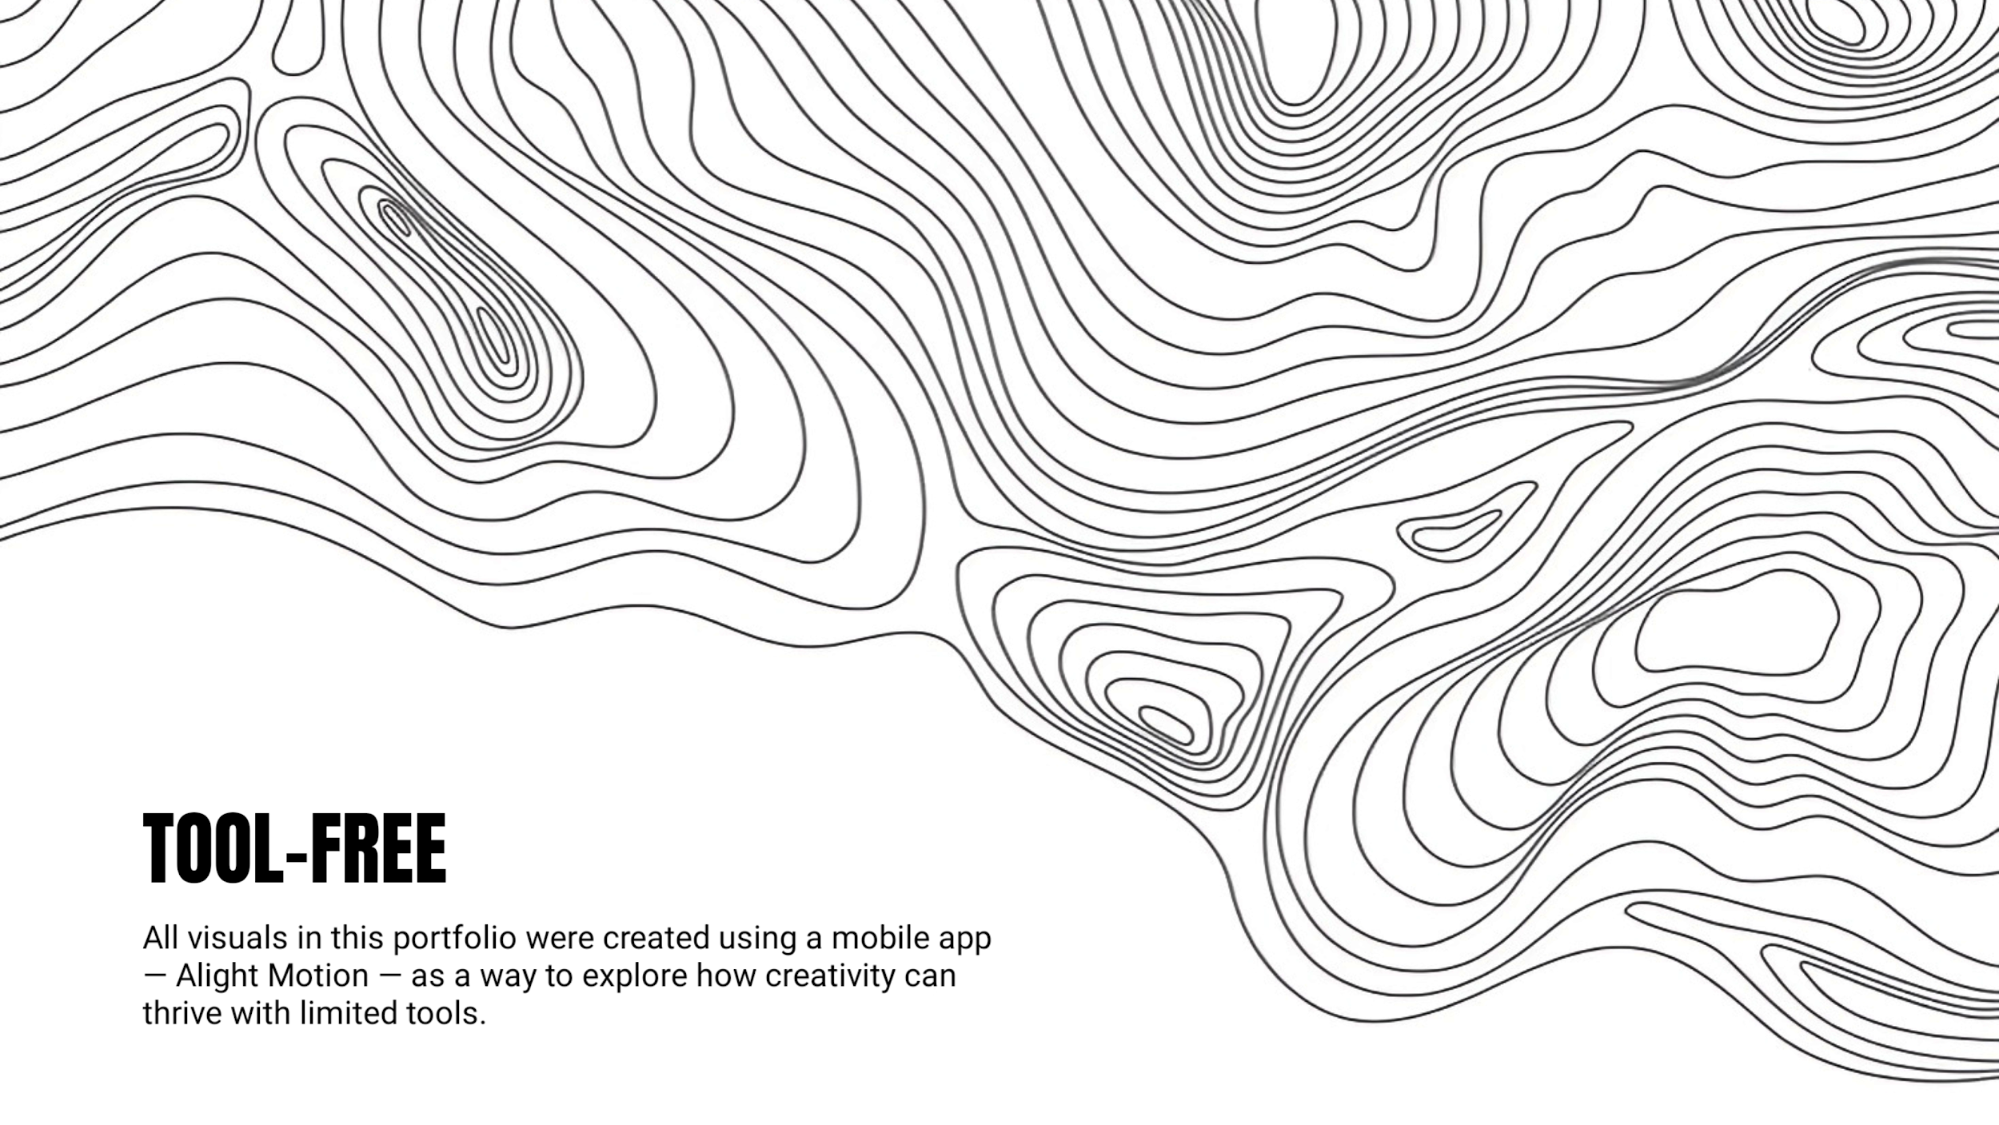 TOOL-FREE
All visuals in this portfolio were created using a mobile app
— Alight Motion — as a way to explore how creativity can
thrive with limited tools.